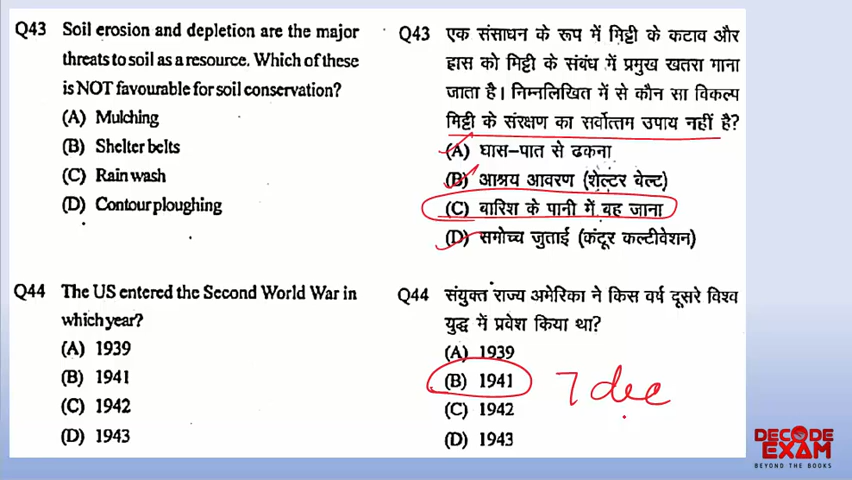 Q43 Soil erosion and depletion are the major
threats to soil as a resource. Which of these
is NOT favourable for soil conservation?
(A) Mulching
(B) Shelter belts
(C) Rain wash
(D) Contour ploughing
Q44 The US entered the Second World War in
which year?
(A) 1939
(B) 1941
(C) 1942
(D) 1943
Q43 एक संसाधन के रूप में मिट्टी के कटाव और
ह्रास को मिट्टी के संबंध में प्रमुख खतरा माना
जाता है। निम्नलिखित में से कौन सा विकल्प
मिट्टी के संरक्षण का सर्वोत्तम उपाय नहीं है?
(A) घास-पात से ढकना
(B) आश्रय आवरण (शेल्टर बेल्ट)
(C) बारिश के पानी में बह जाना
(D) समोच्च जुताई (कंटूर कल्टीवेशन)
Q44 संयुक्त राज्य अमेरिका ने किस वर्ष दूसरे विश्व
युद्ध में प्रवेश किया था?
(A) 1939
(B) 1941 7 dec
(C) 1942
(D) 1943
DECODE
EXAM
BEYOND THE BOOKS